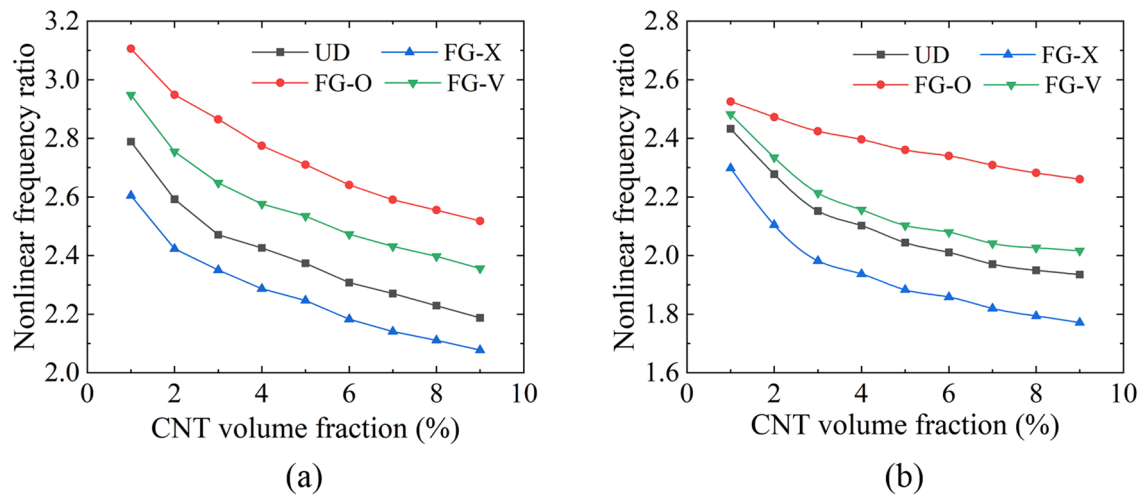 3.2
3.0
2.8
2.6
2.4
2.2
2.0
Nonlinear frequency ratio
UD
FG-X
FG-O
FG-V
0 2 4 6 8 10
CNT volume fraction (%)
(a)
2.8
2.6
2.4
2.2
2.0
1.8
1.6
Nonlinear frequency ratio
UD
FG-X
FG-O
FG-V
0 2 4 6 8 10
CNT volume fraction (%)
(b)